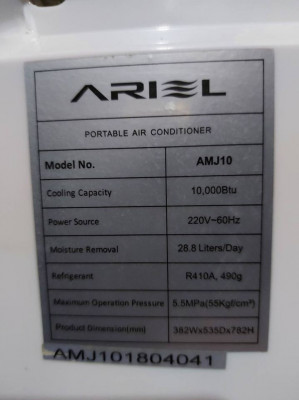 ARIEL
PORTABLE AIR CONDITIONER
Model No. AMJ10
Cooling Capacity 10,000Btu
Power Source 220V~60Hz
Moisture Removal 28.8 Liters/Day
Refrigerant R410A, 490g
Maximum Operation Pressure 5.5MPa(55Kgf/cm²)
Product Dimension(mm) 382Wx535Dx782H
AMJ101804041